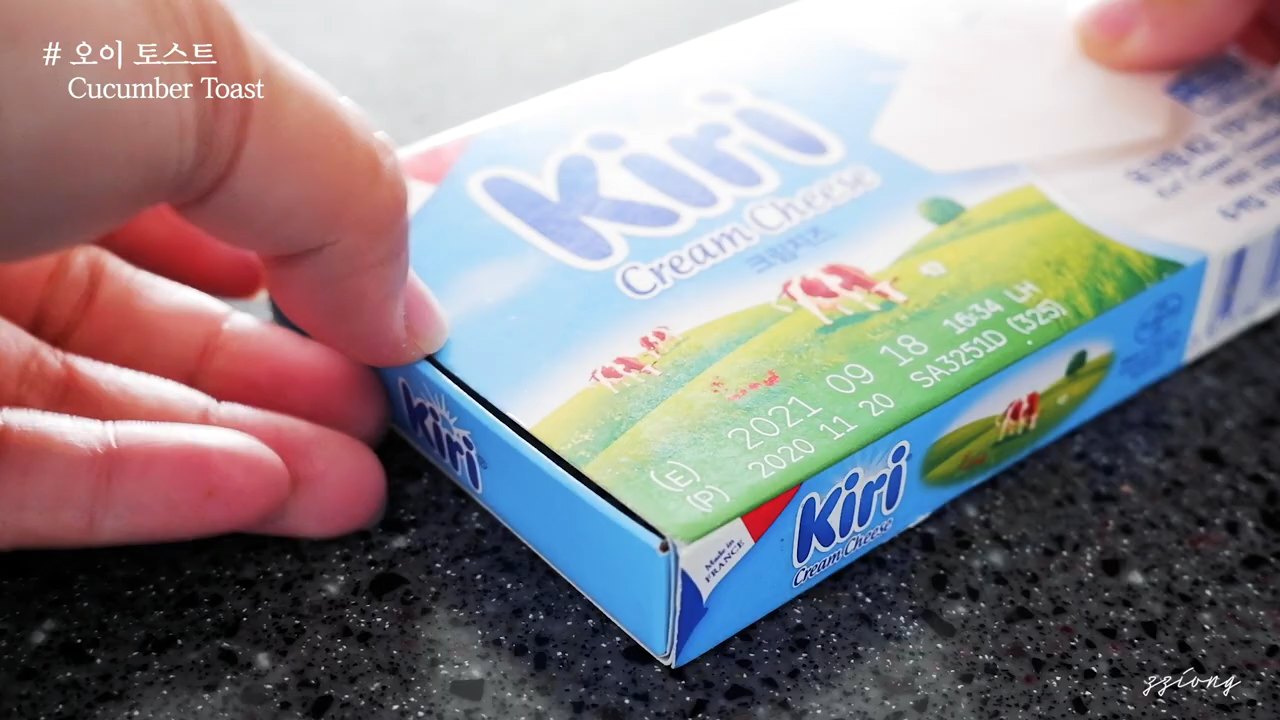 # 오이 토스트
Cucumber Toast
Kiri
Cream Cheese
크림치즈
(E) 2021 09 18 16:34 LH
(P) 2020 11 20 SA3251D (325)
Kiri
Made in
FRANCE
Kiri
Cream Cheese
zziong